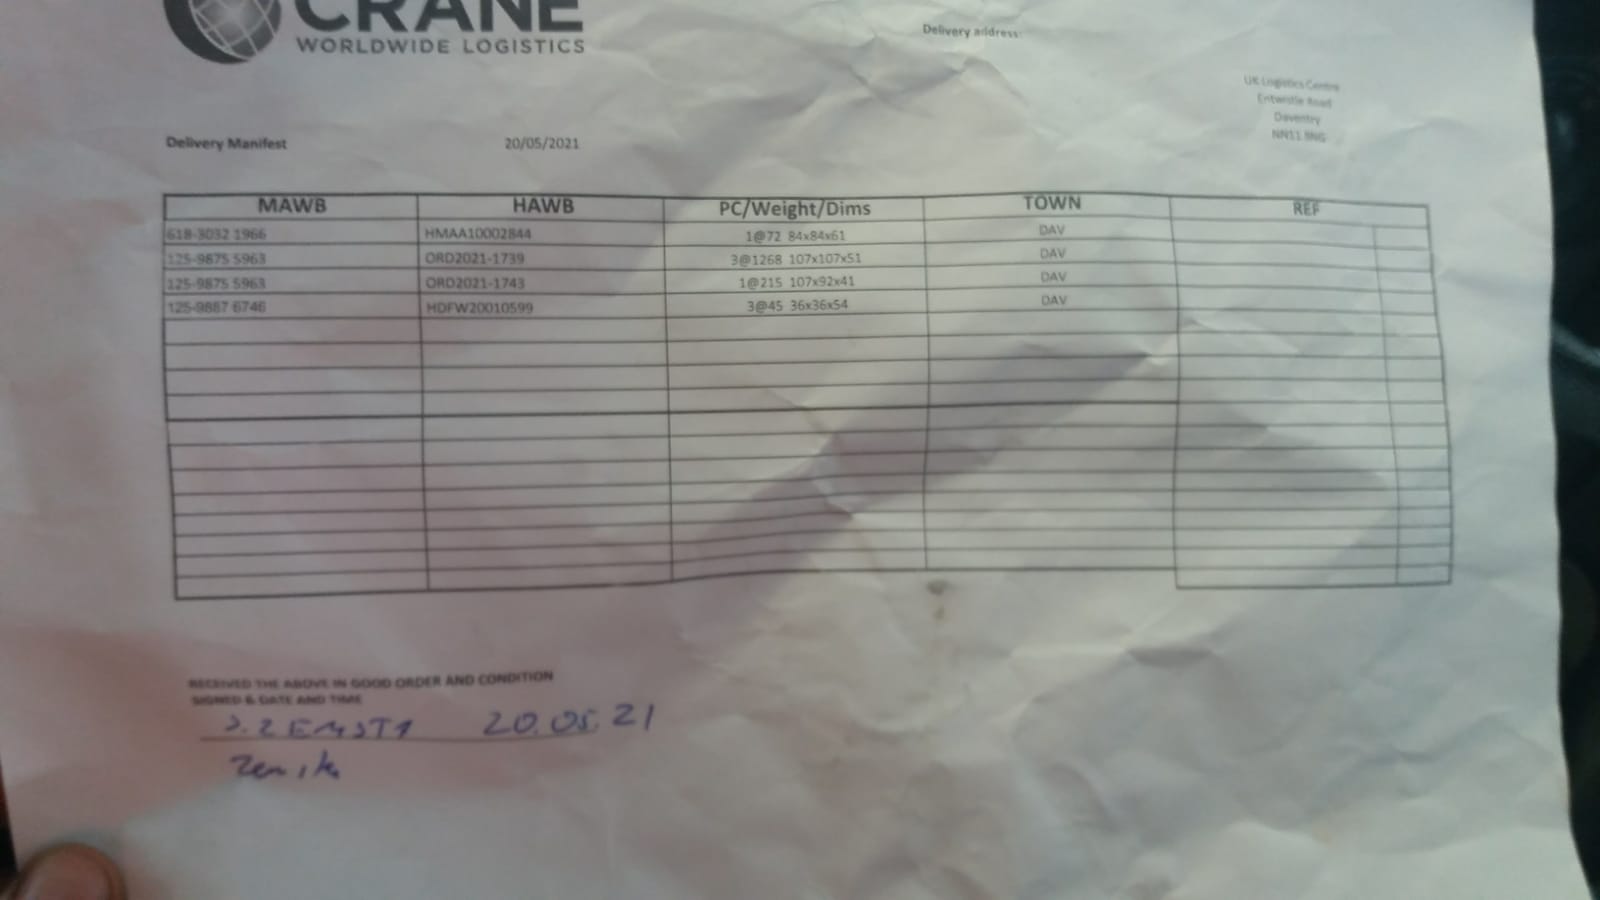 CRANE
WORLDWIDE LOGISTICS
Delivery address:
UK Logistics Centre
Entwistle Road
Daventry
NN11 9NG
Delivery Manifest 20/05/2021
MAWB HAWB PC/Weight/Dims TOWN REF
618-3032 1966 HMAA10002844 1@72 84x84x61 DAV
125-9875 5963 ORD2021-1739 3@1268 107x107x51 DAV
125-9875 5963 ORD2021-1743 1@215 107x92x41 DAV
125-9887 6746 HDFW20010599 3@45 36x36x54 DAV
RECEIVED THE ABOVE IN GOOD ORDER AND CONDITION
SIGNED & DATE AND TIME
20.05.21